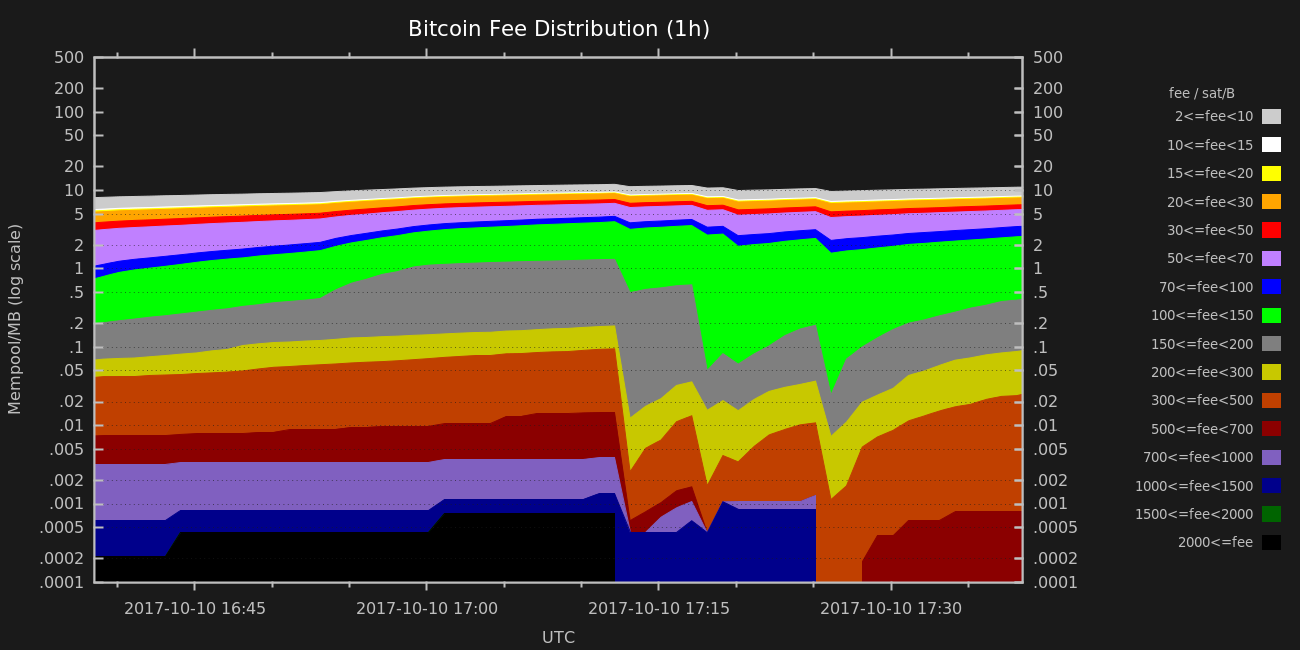 Bitcoin Fee Distribution (1h)
Mempool/MB (log scale)
500
200
100
50
20
10
5
2
1
.5
.2
.1
.05
.02
.01
.005
.002
.001
.0005
.0002
.0001
500
200
100
50
20
10
5
2
1
.5
.2
.1
.05
.02
.01
.005
.002
.001
.0005
.0002
.0001
2017-10-10 16:45
2017-10-10 17:00
2017-10-10 17:15
2017-10-10 17:30
UTC
fee / sat/B
2<=fee<10
10<=fee<15
15<=fee<20
20<=fee<30
30<=fee<50
50<=fee<70
70<=fee<100
100<=fee<150
150<=fee<200
200<=fee<300
300<=fee<500
500<=fee<700
700<=fee<1000
1000<=fee<1500
1500<=fee<2000
2000<=fee